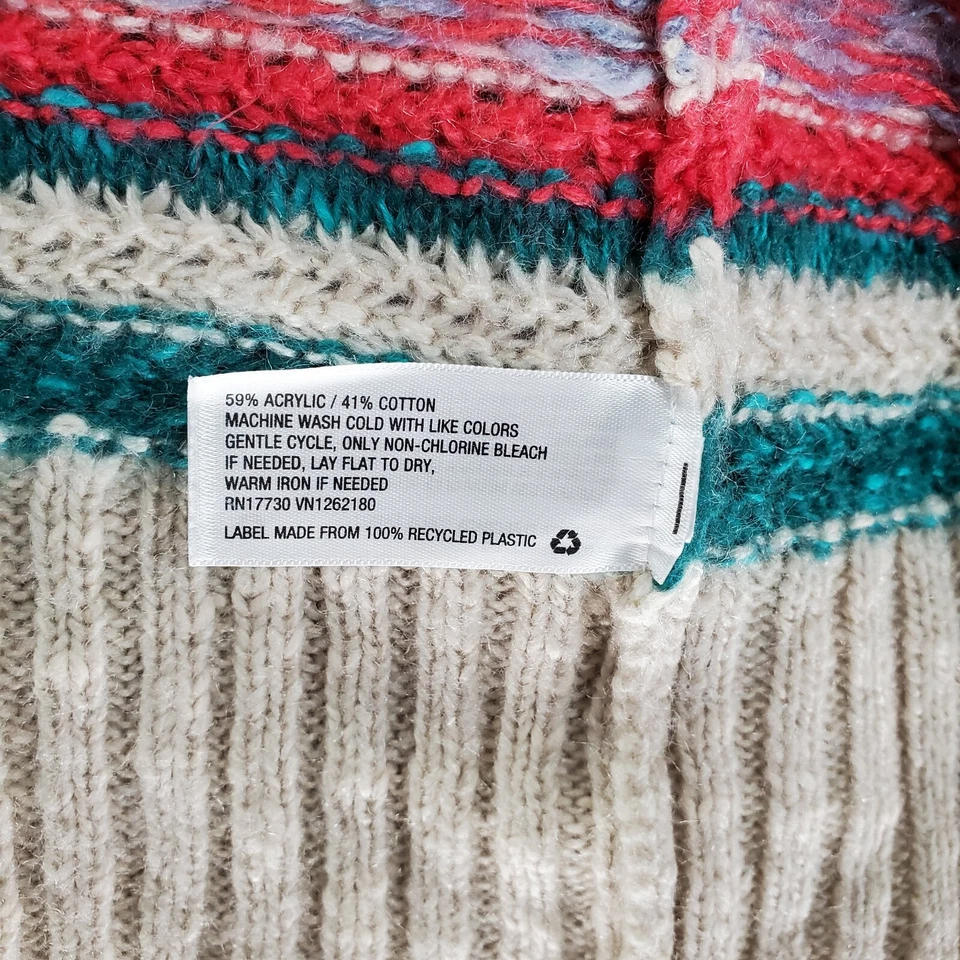 59% ACRYLIC / 41% COTTON
MACHINE WASH COLD WITH LIKE COLORS
GENTLE CYCLE, ONLY NON-CHLORINE BLEACH
IF NEEDED, LAY FLAT TO DRY,
WARM IRON IF NEEDED
RN17730 VN1262180
LABEL MADE FROM 100% RECYCLED PLASTIC